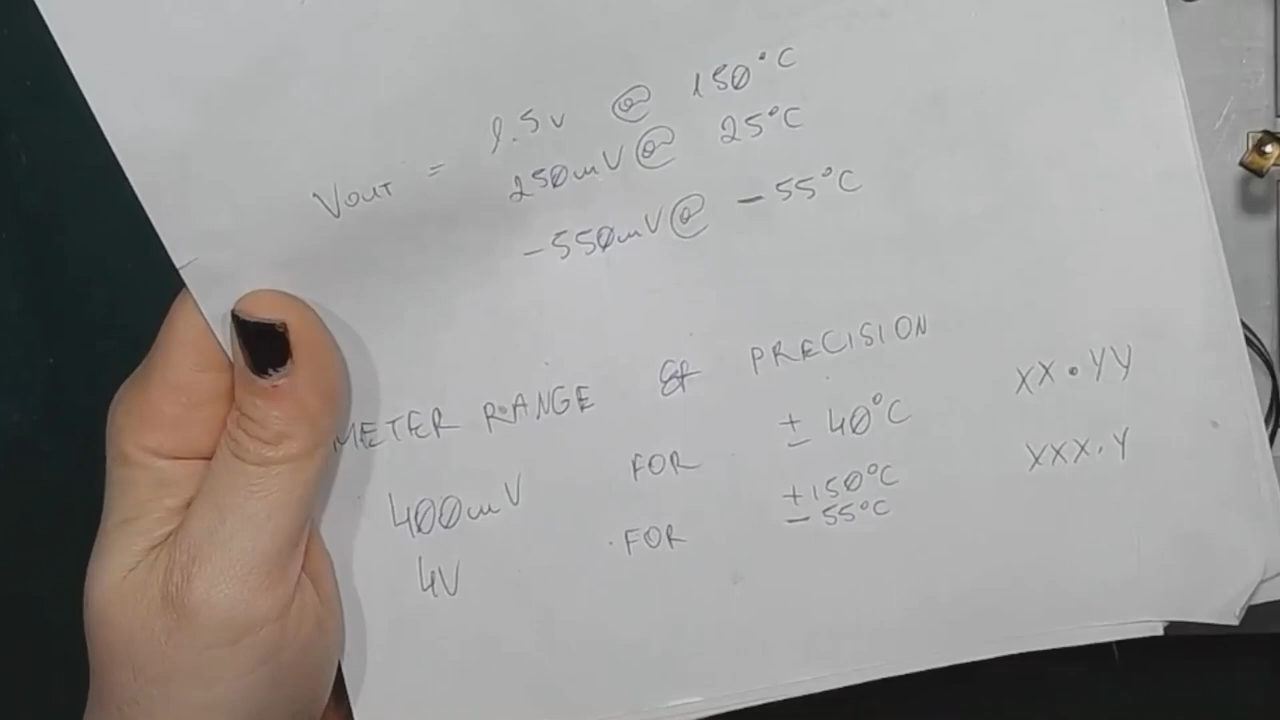 1.5v @ 150°C
VOUT = 250mV @ 25°C
-550mV @ -55°C
METER RANGE & PRECISION
400mV FOR ± 40°C XX.YY
4V FOR +150°C -55°C XXX.Y